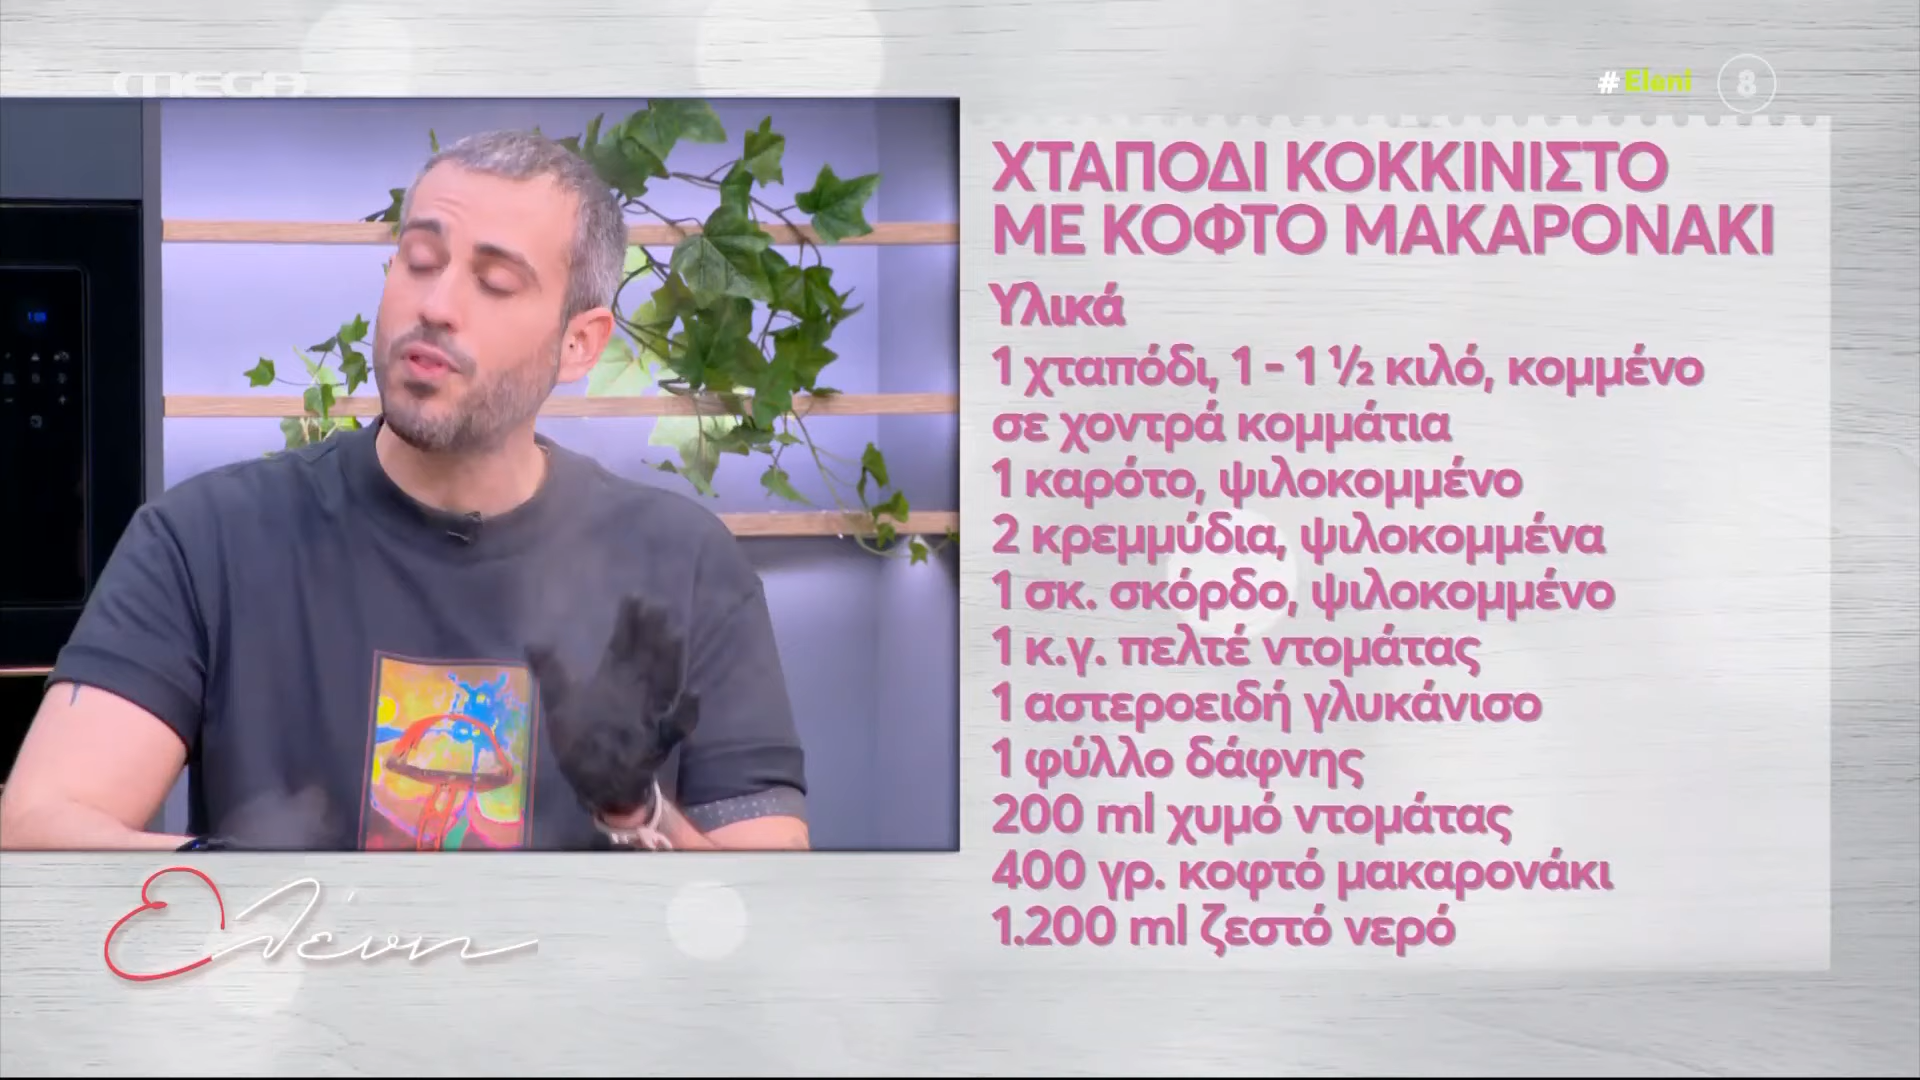 MEGA
#Eleni 8
ΧΤΑΠΟΔΙ ΚΟΚΚΙΝΙΣΤΟ
ΜΕ ΚΟΦΤΟ ΜΑΚΑΡΟΝΑΚΙ
Υλικά
1 χταπόδι, 1 - 1 ½ κιλό, κομμένο
σε χοντρά κομμάτια
1 καρότο, ψιλοκομμένο
2 κρεμμύδια, ψιλοκομμένα
1 σκ. σκόρδο, ψιλοκομμένο
1 κ.γ. πελτέ ντομάτας
1 αστεροειδή γλυκάνισο
1 φύλλο δάφνης
200 ml χυμό ντομάτας
400 γρ. κοφτό μακαρονάκι
1.200 ml ζεστό νερό
Ελένη